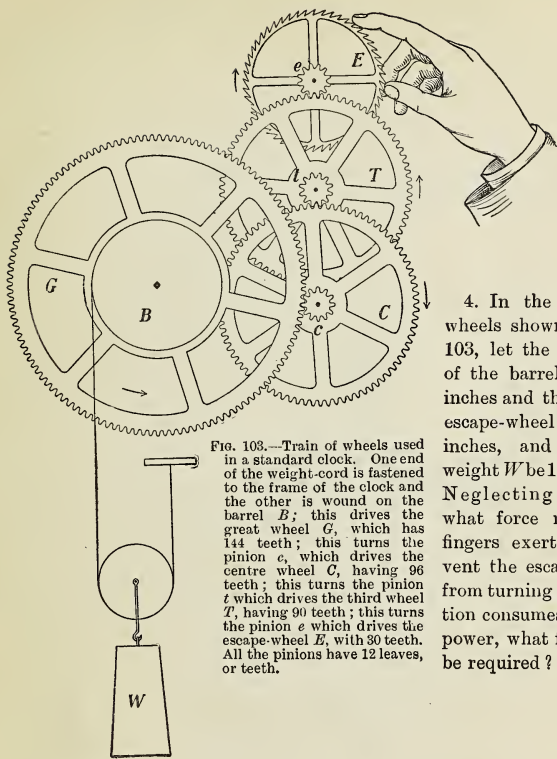 E
e
T
t
G
B
C
c
4. In the
wheels shown
103, let the
of the barrel
inches and th
escape-wheel
inches, and
weight W be 1
Neglecting
what force
fingers exert
vent the esca
from turning
tion consume
power, what
be required ?
FIG. 103.—Train of wheels used
in a standard clock. One end
of the weight-cord is fastened
to the frame of the clock and
the other is wound on the
barrel B; this drives the
great wheel G, which has
144 teeth; this turns the
pinion c, which drives the
centre wheel C, having 96
teeth; this turns the pinion
t which drives the third wheel
T, having 90 teeth; this turns
the pinion e which drives the
escape-wheel E, with 30 teeth.
All the pinions have 12 leaves,
or teeth.
W